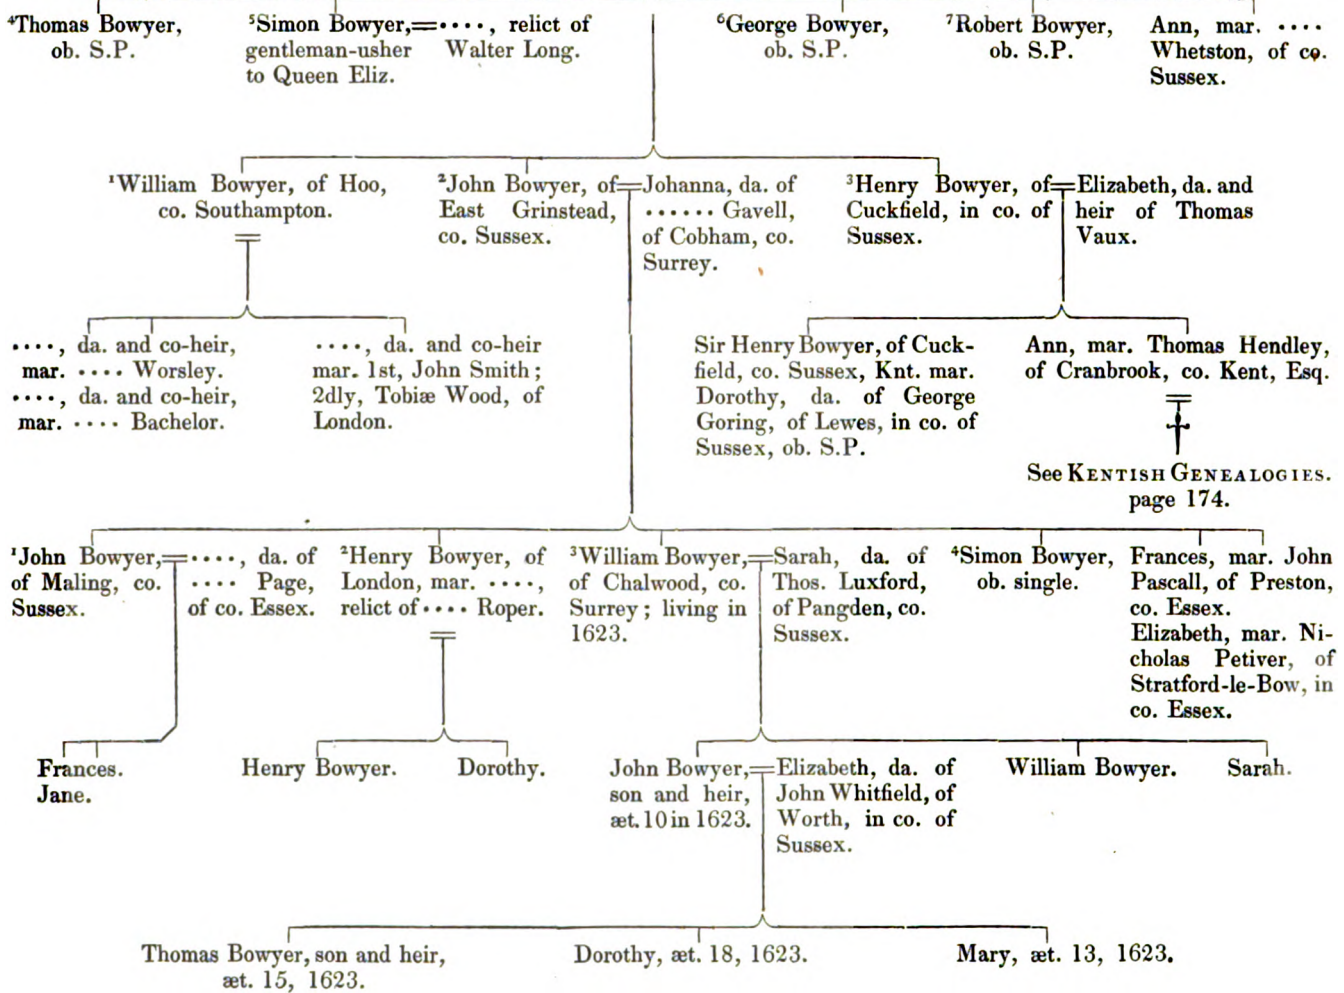 ⁴Thomas Bowyer,
ob. S.P.
⁵Simon Bowyer,=····, relict of
gentleman-usher Walter Long.
to Queen Eliz.
⁶George Bowyer,
ob. S.P.
⁷Robert Bowyer,
ob. S.P.
Ann, mar. ····
Whetston, of co.
Sussex.
¹William Bowyer, of Hoo,
co. Southampton.
²John Bowyer, of=Johanna, da. of
East Grinstead, ······ Gavell,
co. Sussex. of Cobham, co.
Surrey.
³Henry Bowyer, of=Elizabeth, da. and
Cuckfield, in co. of heir of Thomas
Sussex. Vaux.
····, da. and co-heir,
mar. ···· Worsley.
····, da. and co-heir,
mar. ···· Bachelor.
····, da. and co-heir
mar. 1st, John Smith;
2dly, Tobiæ Wood, of
London.
Sir Henry Bowyer, of Cuck-
field, co. Sussex, Knt. mar.
Dorothy, da. of George
Goring, of Lewes, in co. of
Sussex, ob. S.P.
Ann, mar. Thomas Hendley,
of Cranbrook, co. Kent, Esq.
See KENTISH GENEALOGIES.
page 174.
¹John Bowyer,=····, da. of
of Maling, co. ···· Page,
Sussex. of co. Essex.
²Henry Bowyer, of
London, mar. ····,
relict of ···· Roper.
³William Bowyer,=Sarah, da. of
of Chalwood, co. Thos. Luxford,
Surrey; living in of Pangden, co.
1623. Sussex.
⁴Simon Bowyer,
ob. single.
Frances, mar. John
Pascall, of Preston,
co. Essex.
Elizabeth, mar. Ni-
cholas Petiver, of
Stratford-le-Bow, in
co. Essex.
Frances.
Jane.
Henry Bowyer.
Dorothy.
John Bowyer,=Elizabeth, da. of
son and heir, John Whitfield, of
æt. 10 in 1623. Worth, in co. of
Sussex.
William Bowyer.
Sarah.
Thomas Bowyer, son and heir,
æt. 15, 1623.
Dorothy, æt. 18, 1623.
Mary, æt. 13, 1623.